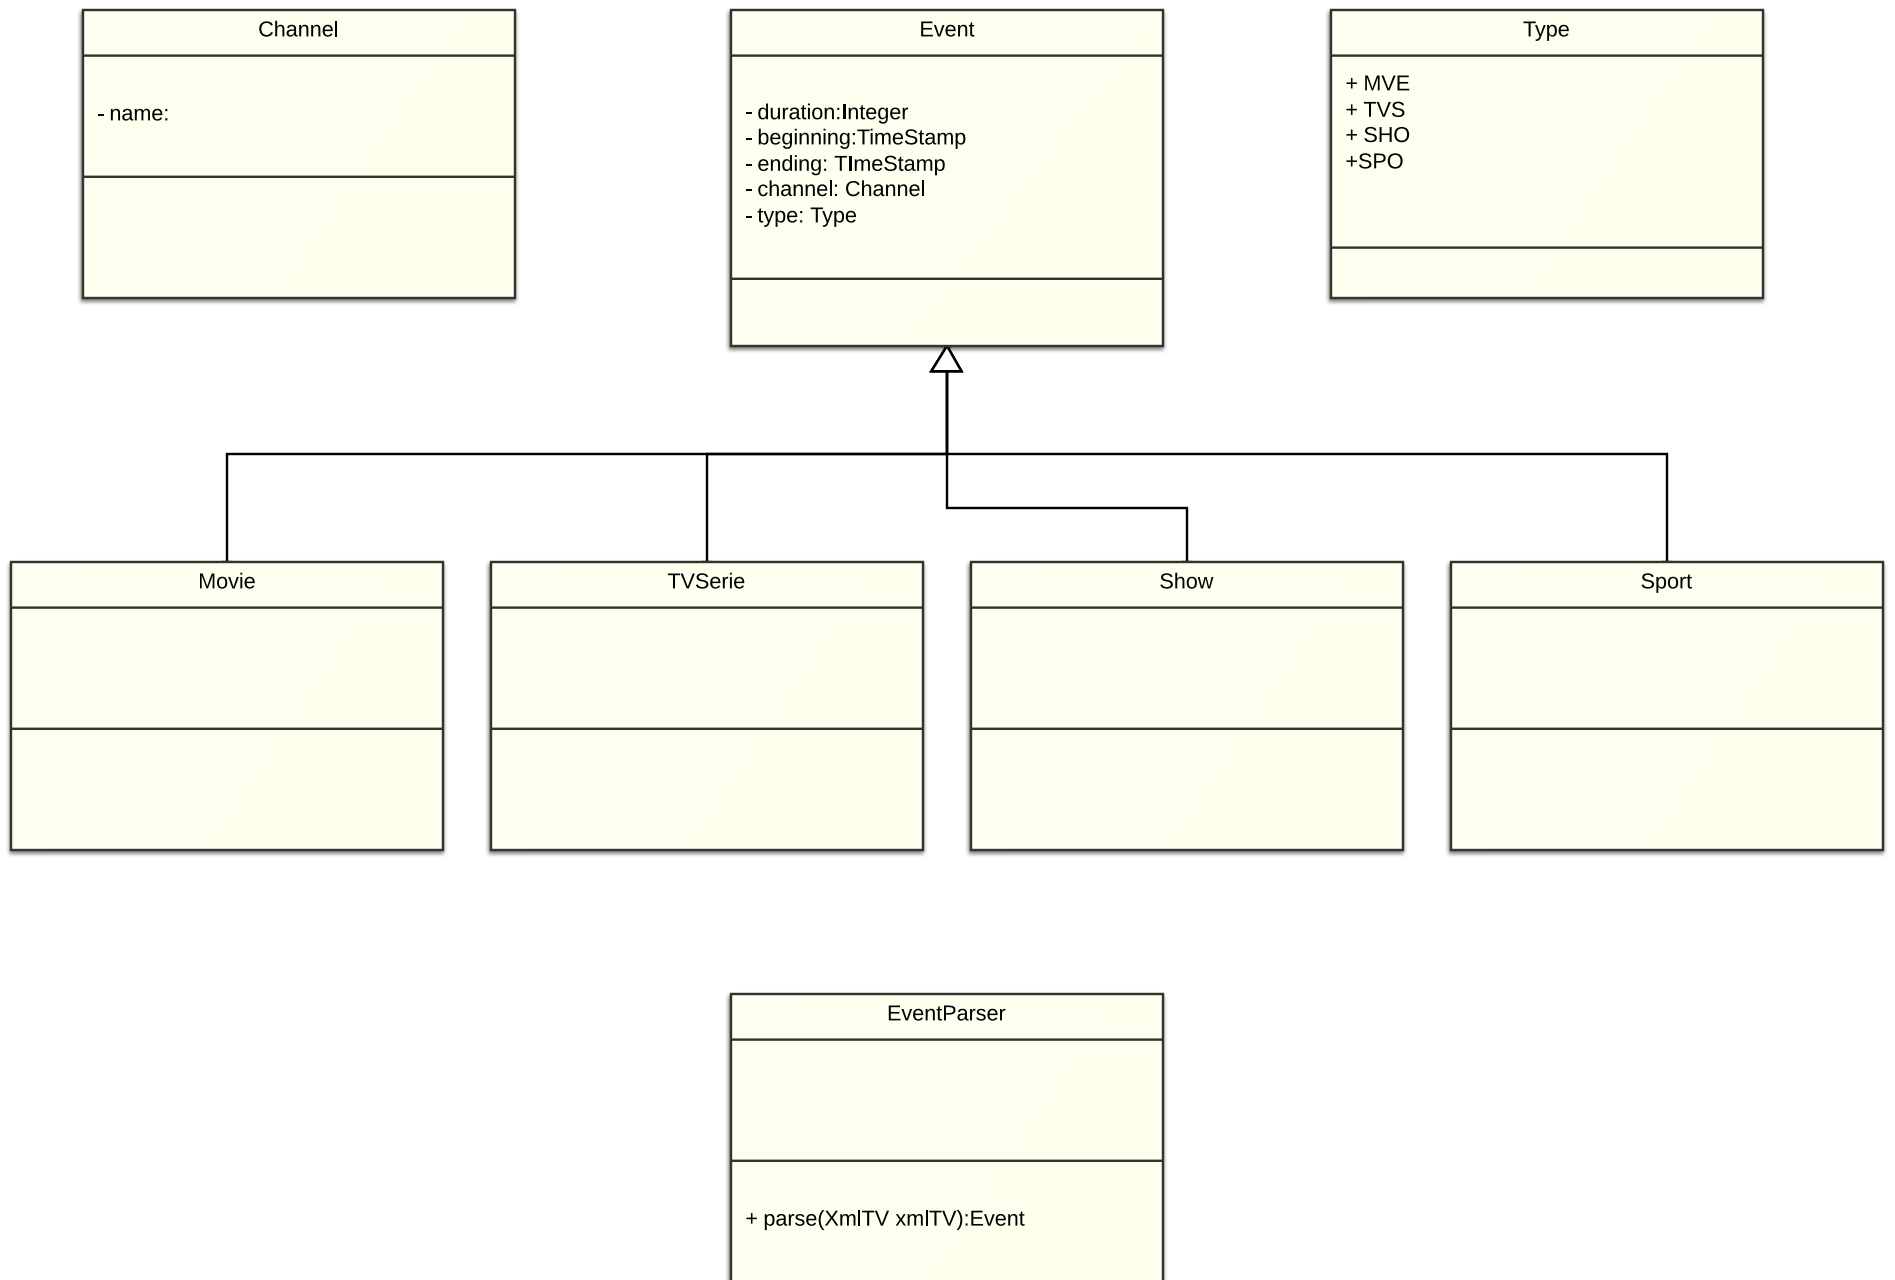 Channel
- name:
Event
- duration:Integer
- beginning:TimeStamp
- ending: TImeStamp
- channel: Channel
- type: Type
Type
+ MVE
+ TVS
+ SHO
+SPO
Movie
TVSerie
Show
Sport
EventParser
+ parse(XmlTV xmlTV):Event